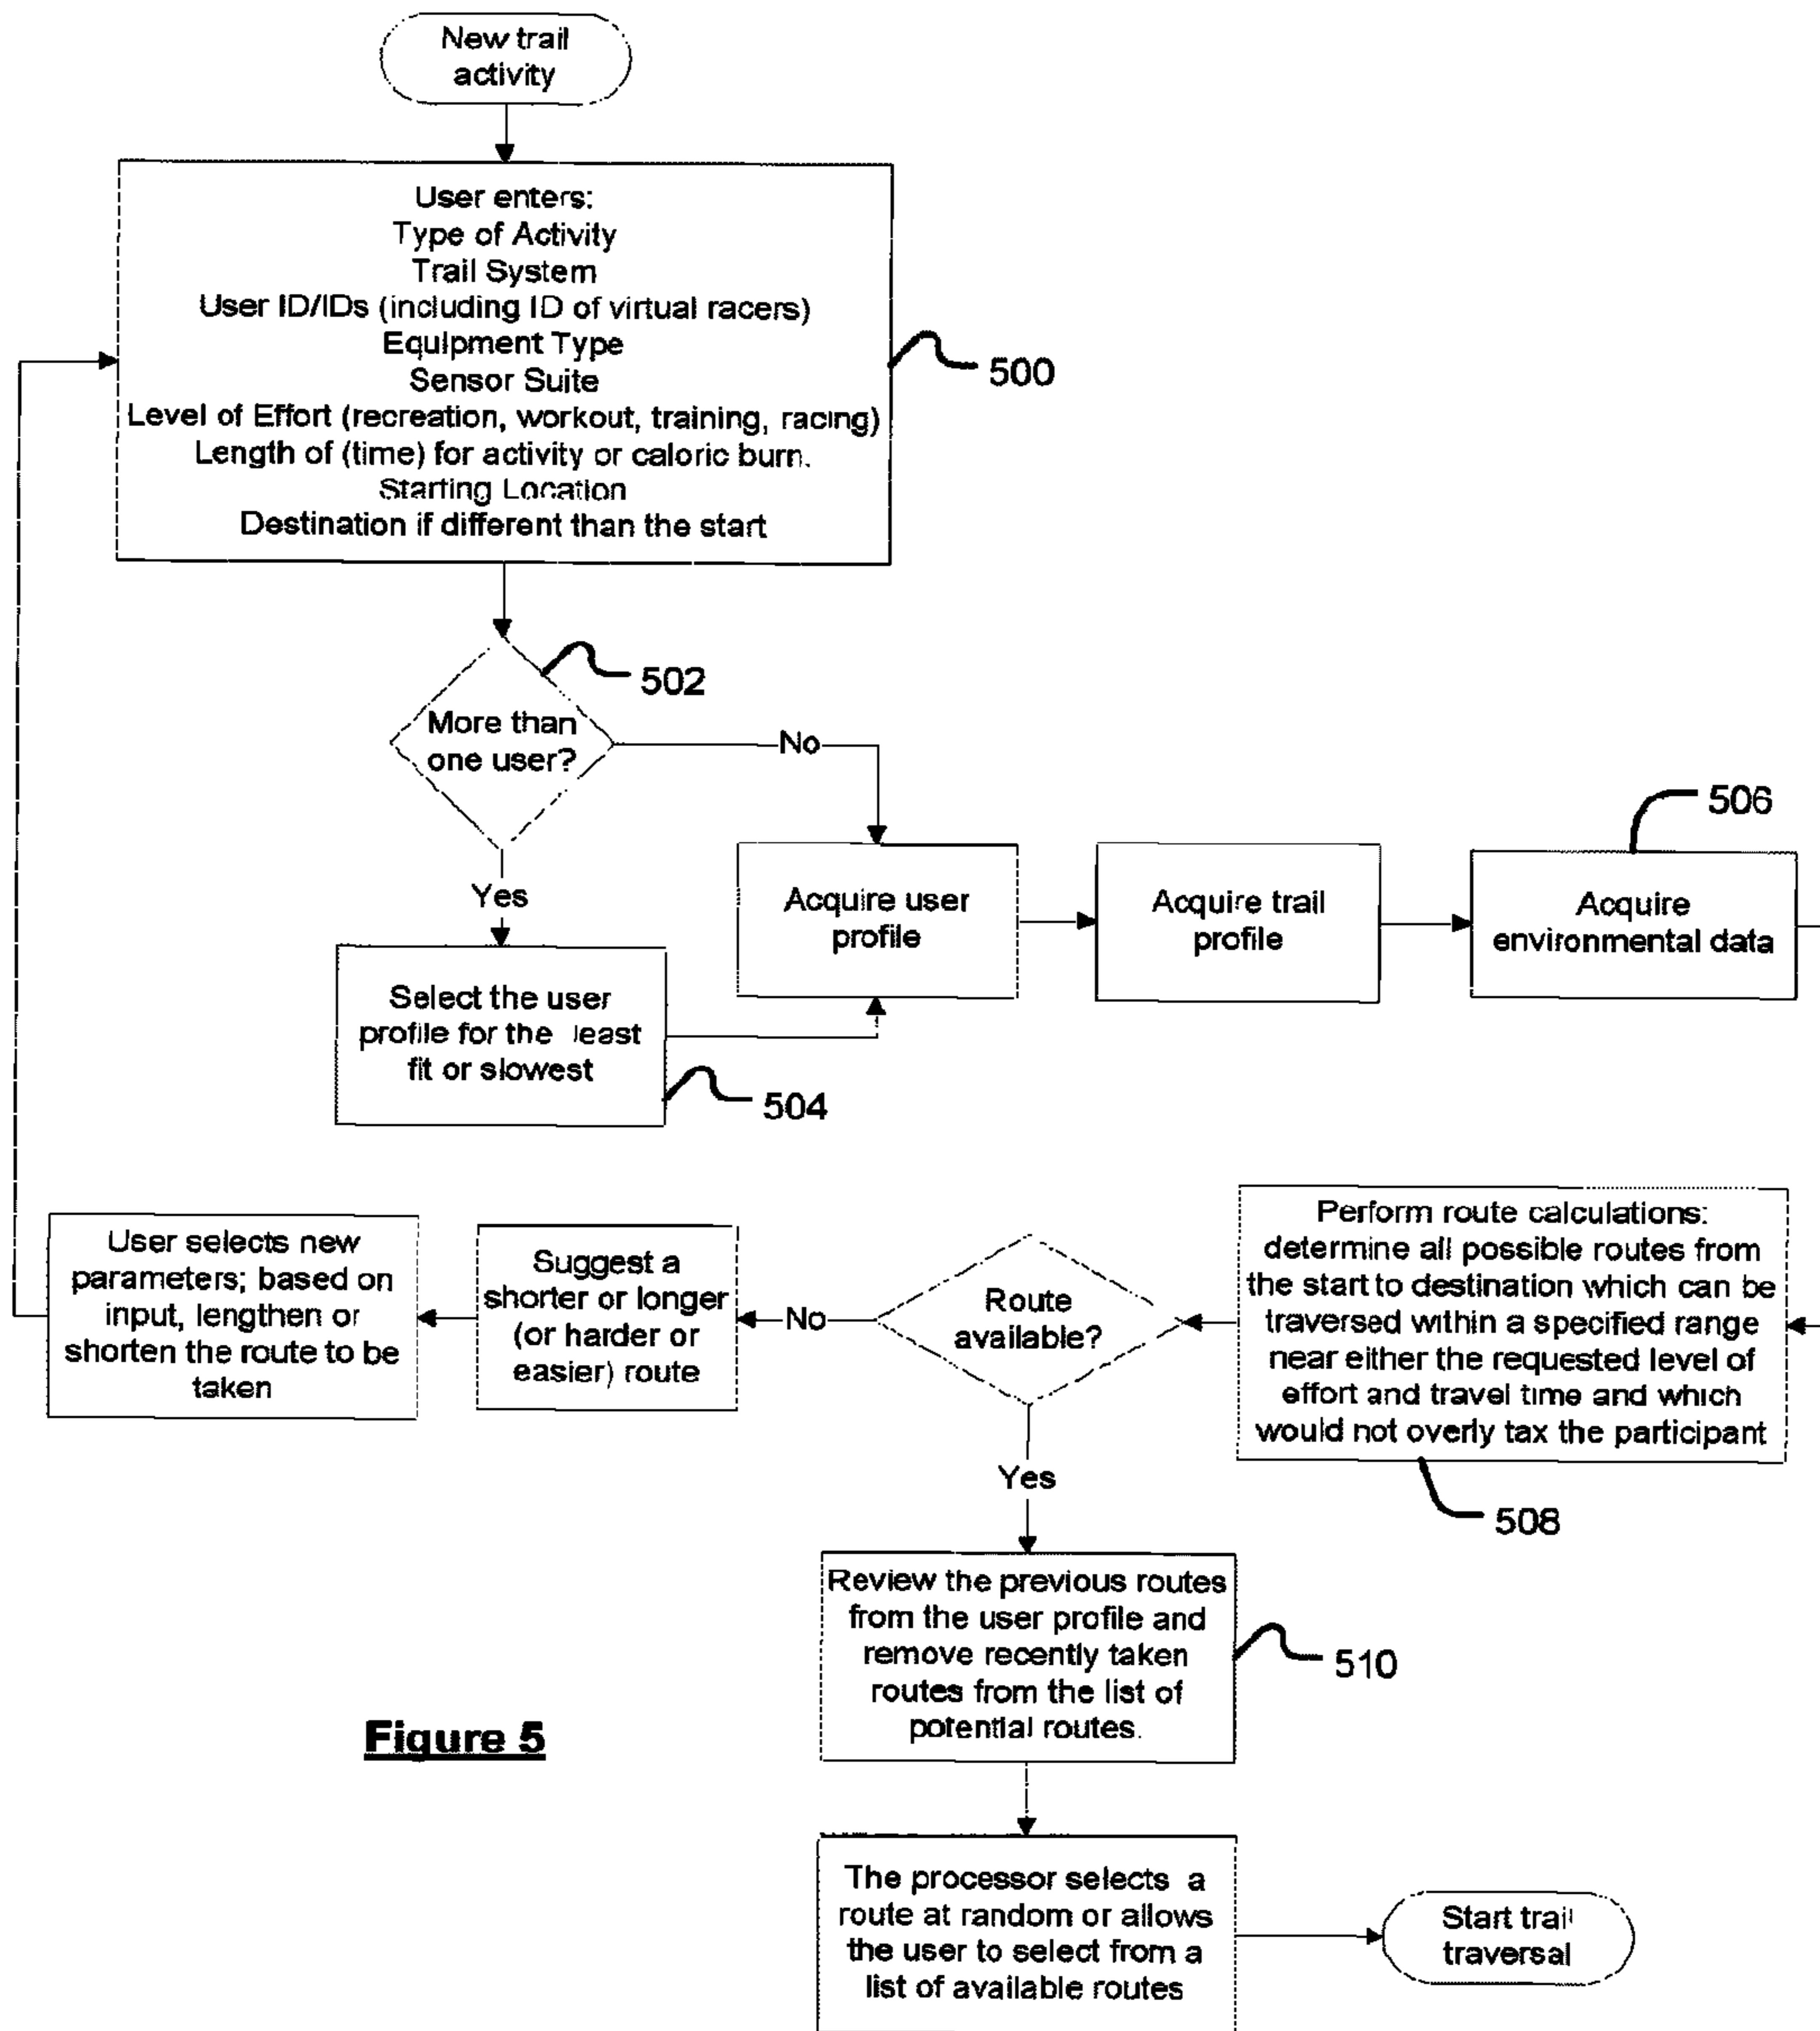 New trail
activity
User enters:
Type of Activity
Trail System
User ID/IDs (including ID of virtual racers)
Equipment Type
Sensor Suite
Level of Effort (recreation, workout, training, racing)
Length of (time) for activity or caloric burn.
Starting Location
Destination if different than the start
500
502
More than
one user?
No
Yes
Select the user
profile for the least
fit or slowest
504
Acquire user
profile
Acquire trail
profile
506
Acquire
environmental data
Perform route calculations:
determine all possible routes from
the start to destination which can be
traversed within a specified range
near either the requested level of
effort and travel time and which
would not overly tax the participant
508
Route
available?
No
Suggest a
shorter or longer
(or harder or
easier) route
User selects new
parameters; based on
input, lengthen or
shorten the route to be
taken
Yes
Review the previous routes
from the user profile and
remove recently taken
routes from the list of
potential routes.
510
The processor selects a
route at random or allows
the user to select from a
list of available routes
Start trail
traversal
Figure 5